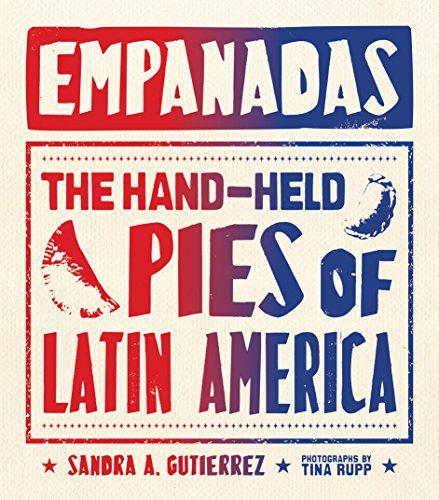 EMPANADAS
THE HAND-HELD
PIES OF
LATIN AMERICA
★ SANDRA A. GUTIERREZ ★ PHOTOGRAPHS BY
TINA RUPP ★